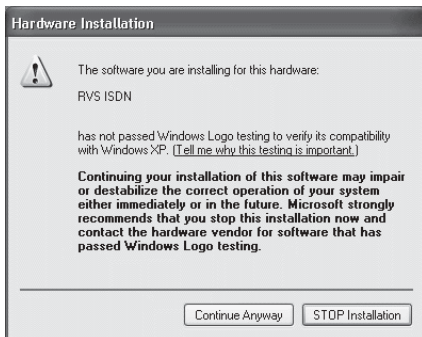 Hardware Installation
The software you are installing for this hardware:
RVS ISDN
has not passed Windows Logo testing to verify its compatibility
with Windows XP. (Tell me why this testing is important.)
Continuing your installation of this software may impair
or destabilize the correct operation of your system
either immediately or in the future. Microsoft strongly
recommends that you stop this installation now and
contact the hardware vendor for software that has
passed Windows Logo testing.
Continue Anyway
STOP Installation